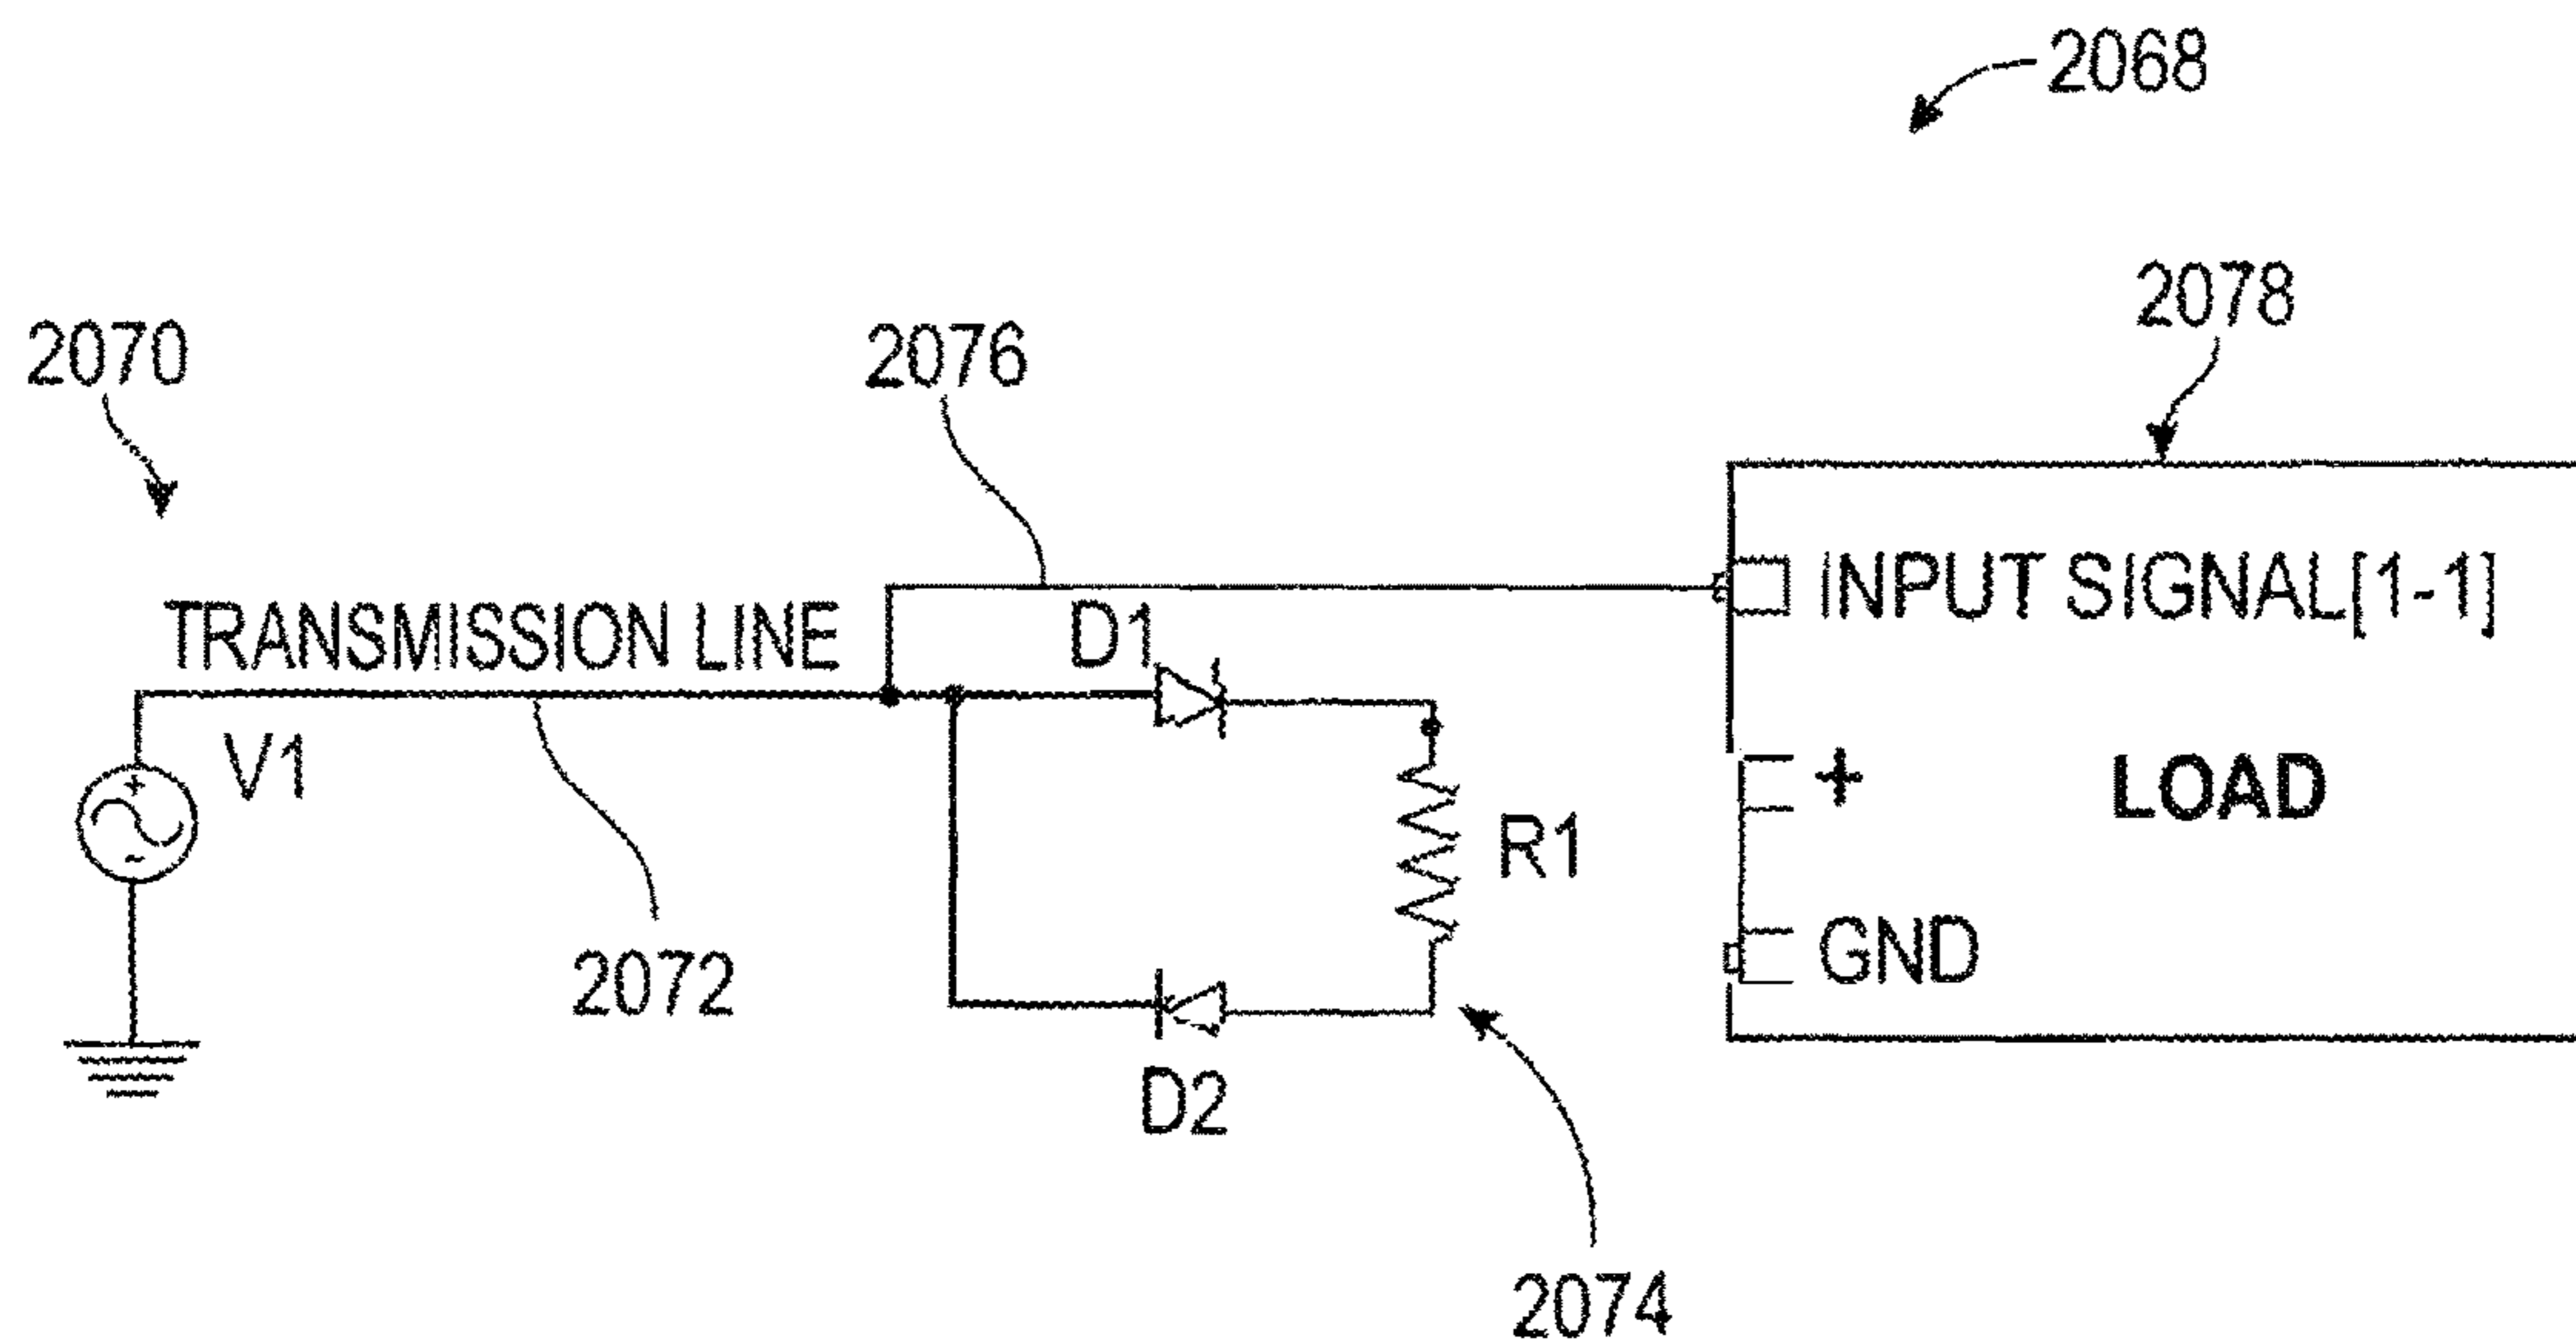 2068
2078
2070
2076
INPUT SIGNAL[1-1]
TRANSMISSION LINE
D1
V1
+
LOAD
R1
GND
2072
D2
2074